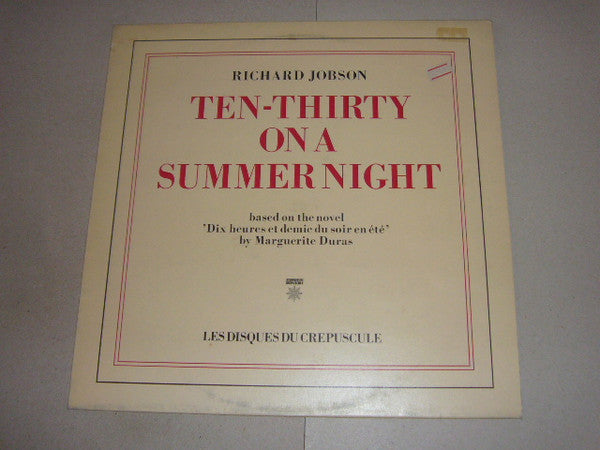 RICHARD JOBSON
TEN-THIRTY
ON A
SUMMER NIGHT
based on the novel
'Dix heures et demie du soir en été'
by Marguerite Duras
LES DISQUES DU CREPUSCULE